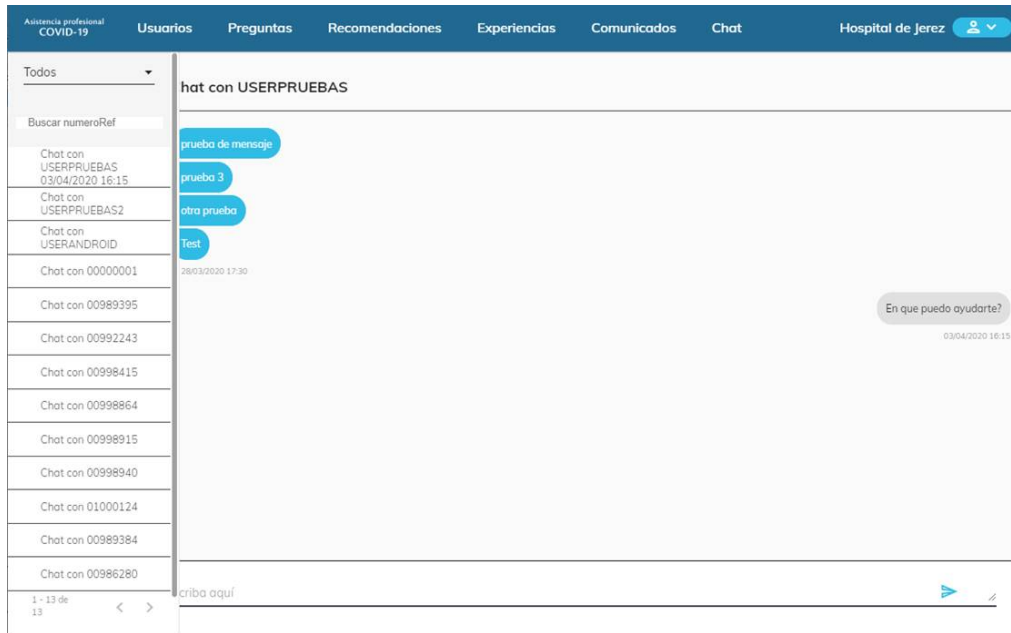 Asistencia profesional
COVID-19
Usuarios Preguntas Recomendaciones Experiencias Comunicados Chat Hospital de Jerez
Todos
hat con USERPRUEBAS
Buscar numeroRef
Chat con
USERPRUEBAS
03/04/2020 16:15
Chat con
USERPRUEBAS2
Chat con
USERANDROID
Chat con 00000001
Chat con 00989395
Chat con 00992243
Chat con 00998415
Chat con 00998864
Chat con 00998915
Chat con 00998940
Chat con 01000124
Chat con 00989384
Chat con 00986280
1 - 13 de
13
prueba de mensaje
prueba 3
otra prueba
Test
28/03/2020 17:30
En que puedo ayudarte?
03/04/2020 16:15
criba aquí